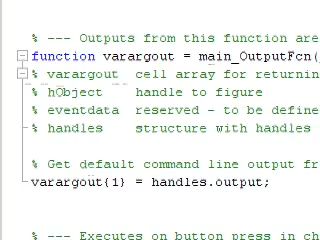 % --- Outputs from this function are
function varargout = main_OutputFcn(
% varargout  cell array for returnin
% hObject    handle to figure
% eventdata  reserved - to be define
% handles    structure with handles
% Get default command line output fr
varargout{1} = handles.output;
% --- Executes on button press in ch